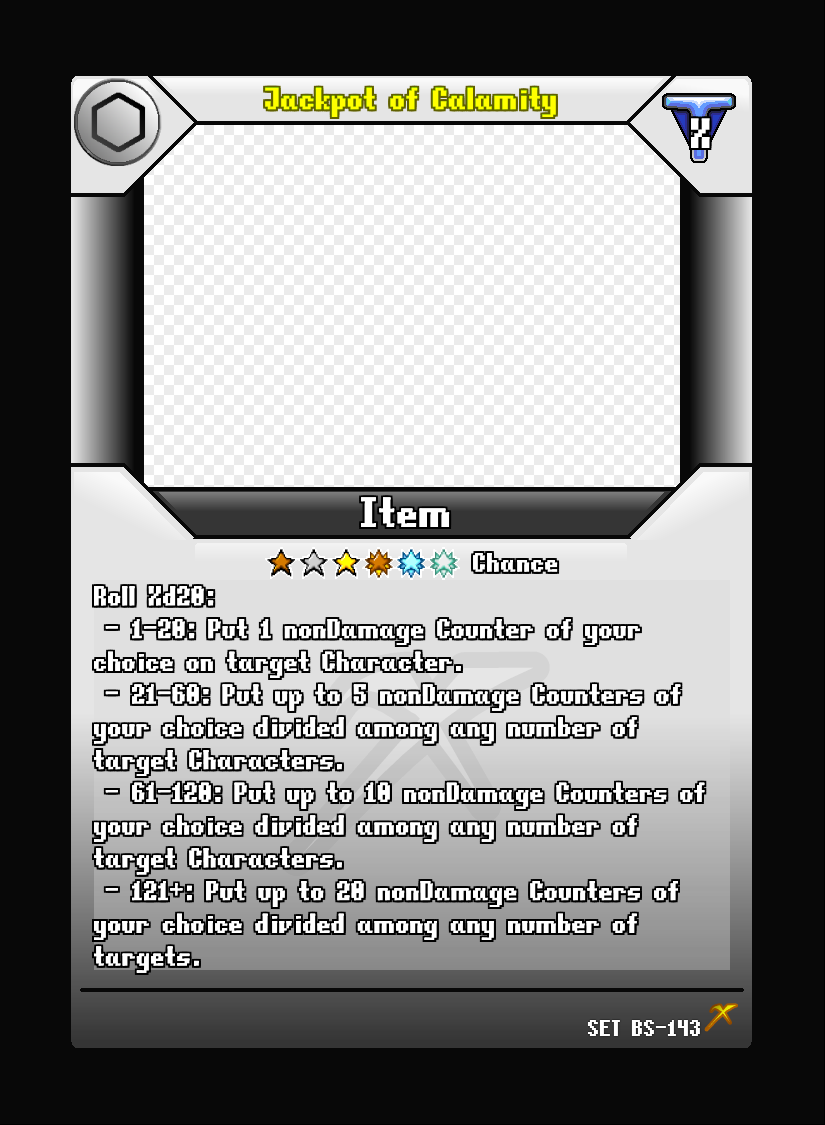 Jackpot of Calamity
X
Item
Chance
Roll Xd20:
- 1-20: Put 1 nonDamage Counter of your
choice on target Character.
- 21-60: Put up to 5 nonDamage Counters of
your choice divided among any number of
target Characters.
- 61-120: Put up to 10 nonDamage Counters of
your choice divided among any number of
target Characters.
- 121+: Put up to 20 nonDamage Counters of
your choice divided among any number of
targets.
SET BS-143